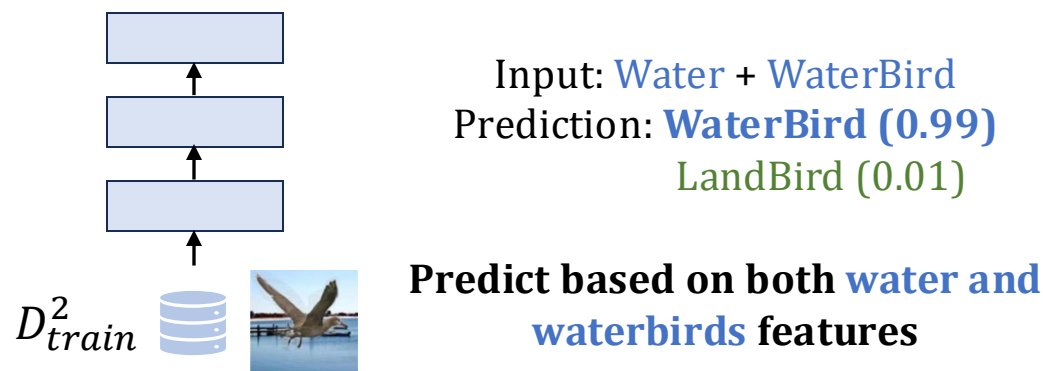 Input: Water + WaterBird
Prediction: WaterBird (0.99)
LandBird (0.01)
Predict based on both water and
waterbirds features
D²train